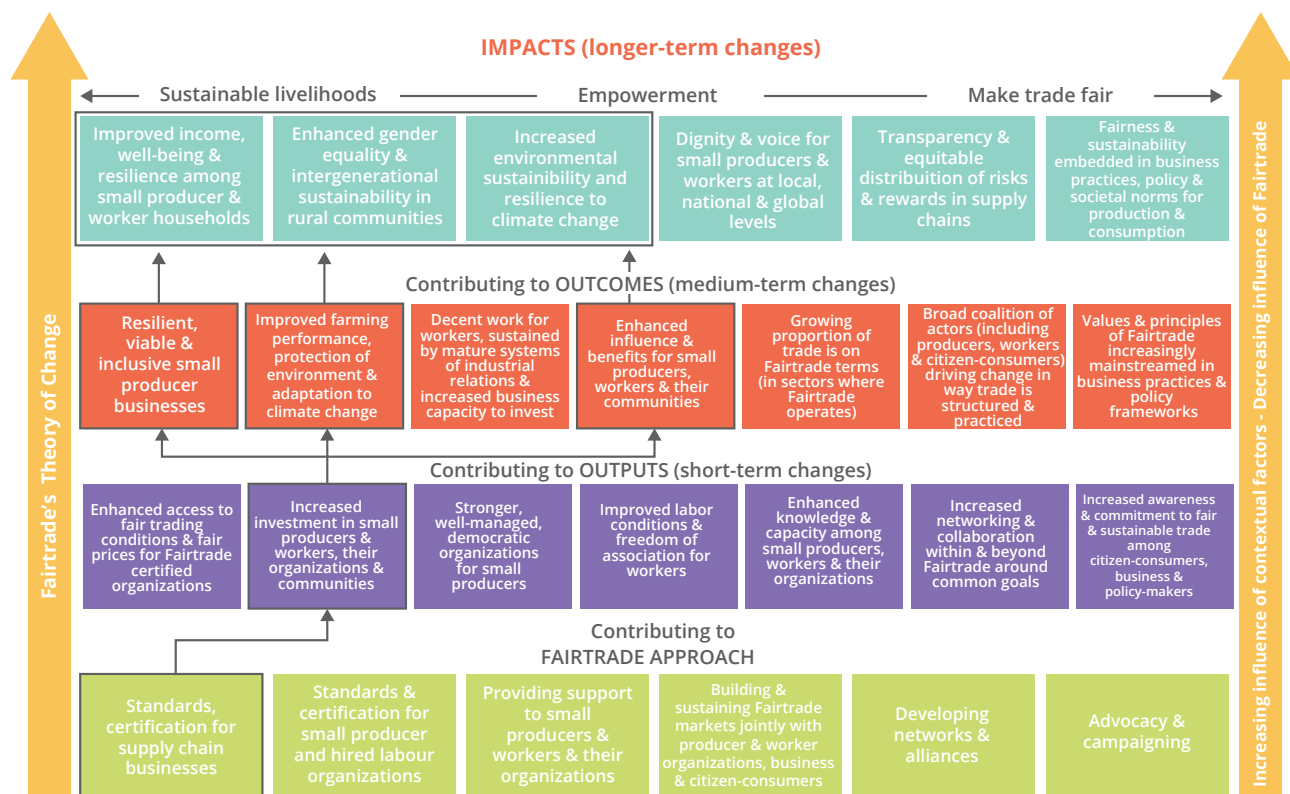 IMPACTS (longer-term changes)
Sustainable livelihoods
Empowerment
Make trade fair
Improved income,
well-being &
resilience among
small producer &
worker households
Enhanced gender
equality &
intergenerational
sustainability in
rural communities
Increased
environmental
sustainibility and
resilience to
climate change
Dignity & voice for
small producers &
workers at local,
national & global
levels
Transparency &
equitable
distribuition of risks
& rewards in supply
chains
Fairness &
sustainability
embedded in business
practices, policy &
societal norms for
production &
consumption
Contributing to OUTCOMES (medium-term changes)
Resilient,
viable &
inclusive small
producer
businesses
Improved farming
performance,
protection of
environment &
adaptation to
climate change
Decent work for
workers, sustained
by mature systems
of industrial
relations &
increased business
capacity to invest
Enhanced
influence &
benefits for small
producers,
workers & their
communities
Growing
proportion of
trade is on
Fairtrade terms
(in sectors where
Fairtrade
operates)
Broad coalition of
actors (including
producers, workers
& citizen-consumers)
driving change in
way trade is
structured &
practiced
Values & principles
of Fairtrade
increasingly
mainstreamed in
business practices &
policy
frameworks
Contributing to OUTPUTS (short-term changes)
Enhanced access to
fair trading
conditions & fair
prices for Fairtrade
certified
organizations
Increased
investment in small
producers &
workers, their
organizations &
communities
Stronger,
well-managed,
democratic
organizations
for small
producers
Improved labor
conditions &
freedom of
association for
workers
Enhanced
knowledge &
capacity among
small producers,
workers & their
organizations
Increased
networking &
collaboration
within & beyond
Fairtrade around
common goals
Increased awareness
& commitment to fair
& sustainable trade
among
citizen-consumers,
business &
policy-makers
Contributing to
FAIRTRADE APPROACH
Standards,
certification for
supply chain
businesses
Standards &
certification for
small producer
and hired labour
organizations
Providing support
to small
producers &
workers & their
organizations
Building &
sustaining Fairtrade
markets jointly with
producer & worker
organizations, business
& citizen-consumers
Developing
networks &
alliances
Advocacy &
campaigning
Fairtrade's Theory of Change
Increasing influence of contextual factors - Decreasing influence of Fairtrade